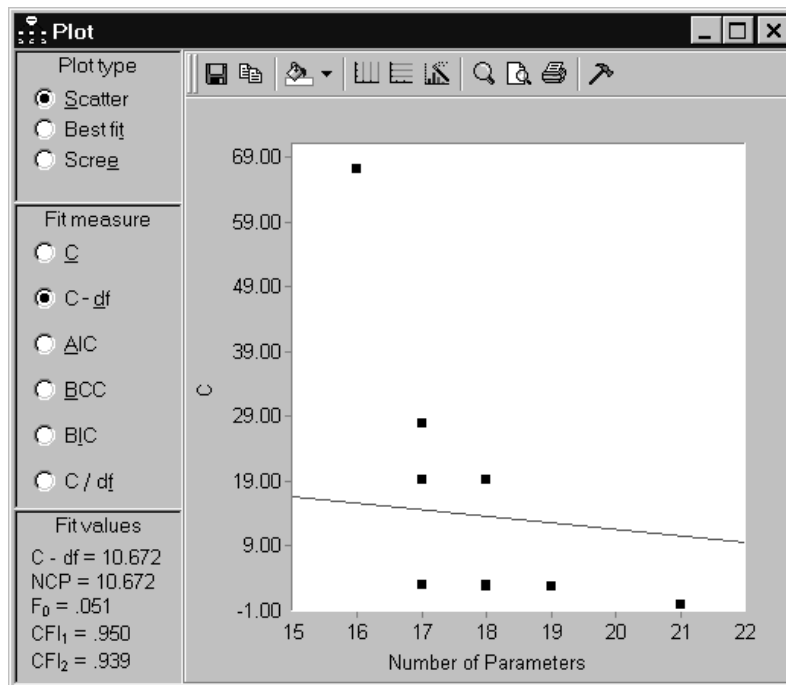 Plot
Plot type
Scatter
Best fit
Scree
Fit measure
C
C - df
AIC
BCC
BIC
C / df
Fit values
C - df = 10.672
NCP = 10.672
F0 = .051
CFI1 = .950
CFI2 = .939
C
69.00
59.00
49.00
39.00
29.00
19.00
9.00
-1.00
15 16 17 18 19 20 21 22
Number of Parameters